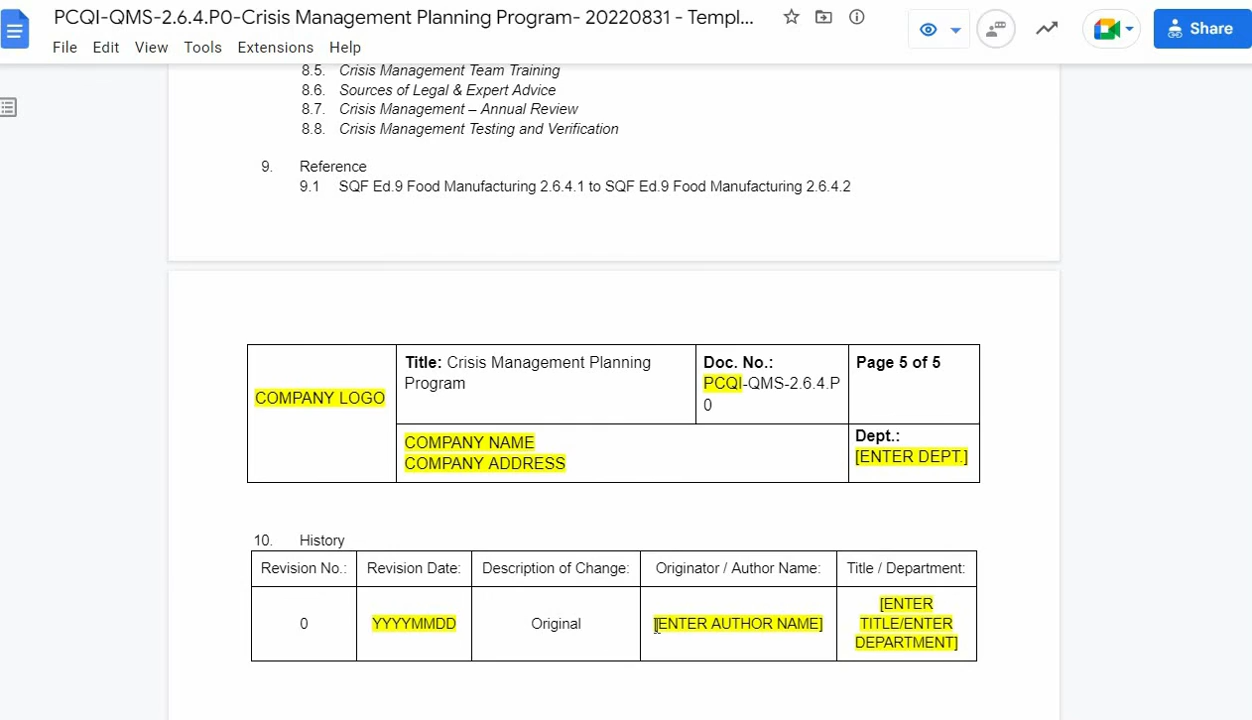 PCQI-QMS-2.6.4.P0-Crisis Management Planning Program- 20220831 - Templ...
File Edit View Tools Extensions Help
Share
8.5. Crisis Management Team Training
8.6. Sources of Legal & Expert Advice
8.7. Crisis Management – Annual Review
8.8. Crisis Management Testing and Verification
9. Reference
9.1 SQF Ed.9 Food Manufacturing 2.6.4.1 to SQF Ed.9 Food Manufacturing 2.6.4.2
COMPANY LOGO
Title: Crisis Management Planning
Program
Doc. No.:
PCQI-QMS-2.6.4.P
0
Page 5 of 5
COMPANY NAME
COMPANY ADDRESS
Dept.:
[ENTER DEPT.]
10. History
Revision No.: Revision Date: Description of Change: Originator / Author Name: Title / Department:
0 YYYYMMDD Original [ENTER AUTHOR NAME]
[ENTER
TITLE/ENTER
DEPARTMENT]